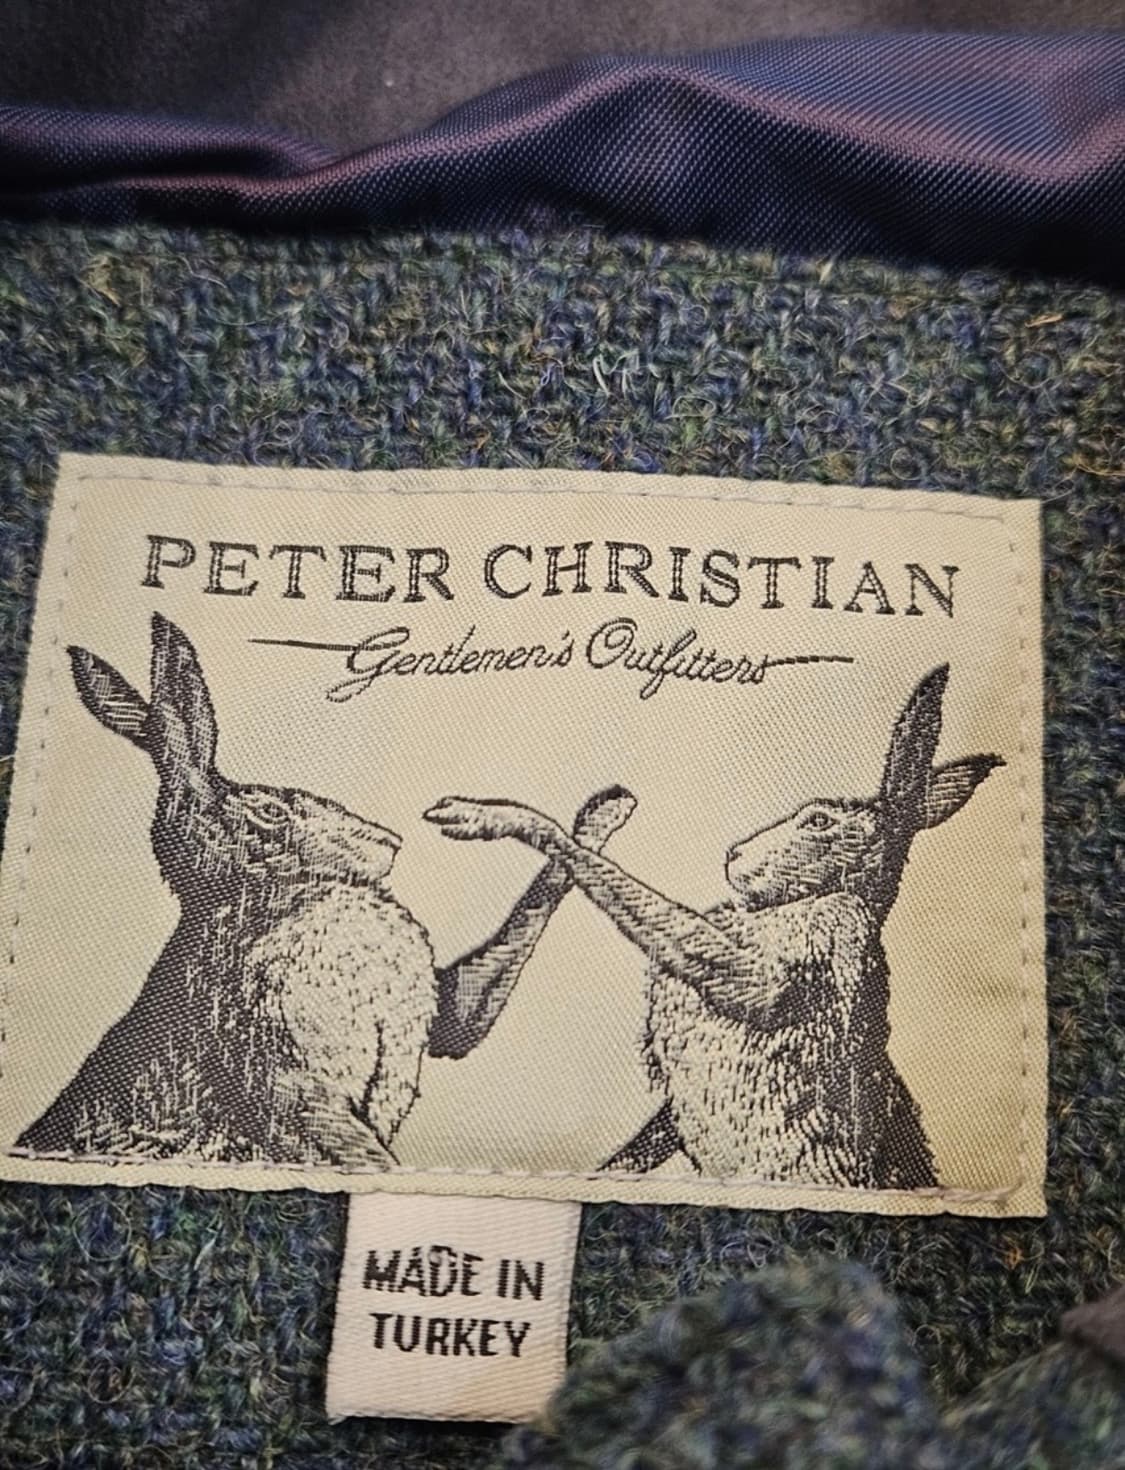 PETER CHRISTIAN
Gentlemen's Outfitters
MADE IN
TURKEY